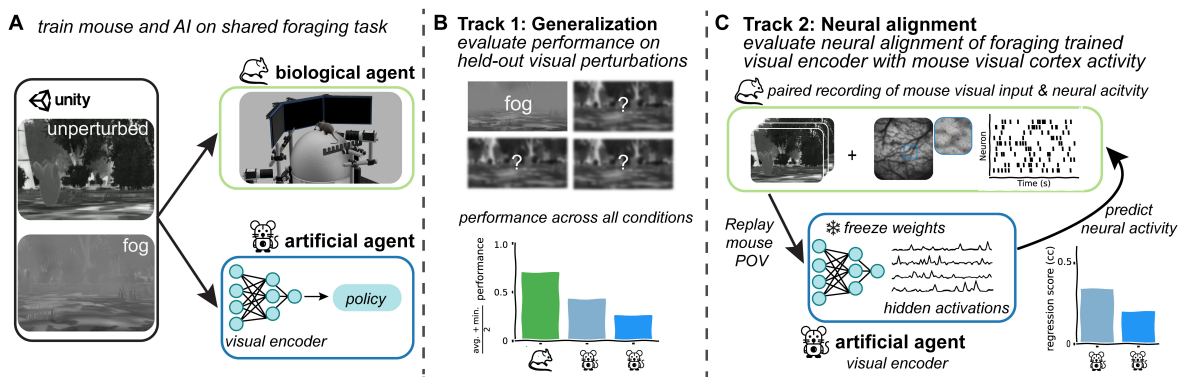 A train mouse and AI on shared foraging task
unity
unperturbed
fog
biological agent
artificial agent
visual encoder
policy
B Track 1: Generalization
evaluate performance on
held-out visual perturbations
fog
?
?
?
performance across all conditions
avg. + min.
2
performance
1.0
0.5
0
C Track 2: Neural alignment
evaluate neural alignment of foraging trained
visual encoder with mouse visual cortex activity
paired recording of mouse visual input & neural acitvity
+
Neuron
Time (s)
Replay
mouse
POV
freeze weights
hidden activations
artificial agent
visual encoder
predict
neural activity
regression score (cc)
0.5
0